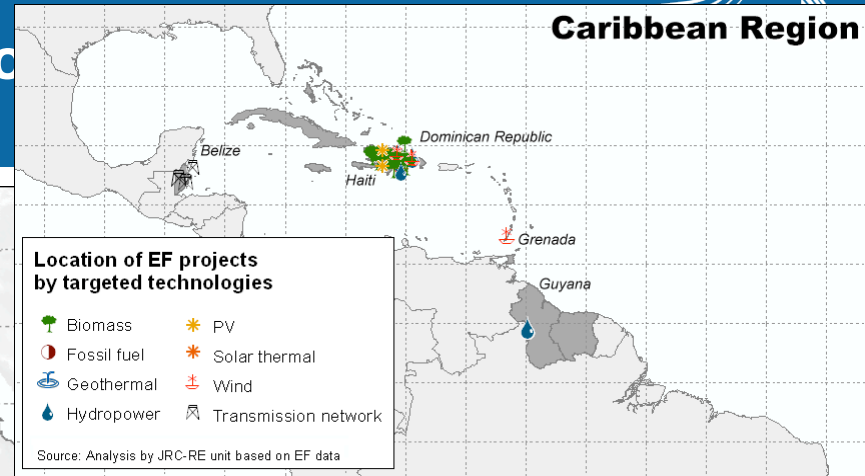 Caribbean Region
Dominican Republic
Belize
Haiti
Grenada
Guyana
Location of EF projects
by targeted technologies
Biomass
PV
Fossil fuel
Solar thermal
Geothermal
Wind
Hydropower
Transmission network
Source: Analysis by JRC-RE unit based on EF data